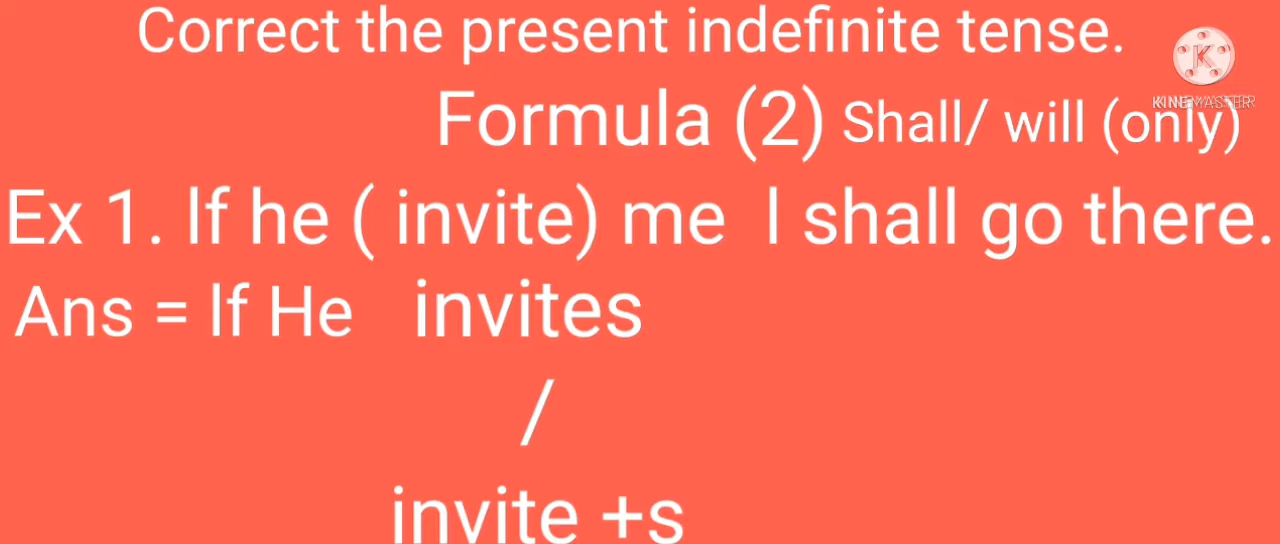 Correct the present indefinite tense.
K
KINEMASTER
Formula (2) Shall/ will (only)
Ex 1. If he ( invite) me I shall go there.
Ans = If He invites
/
invite +s